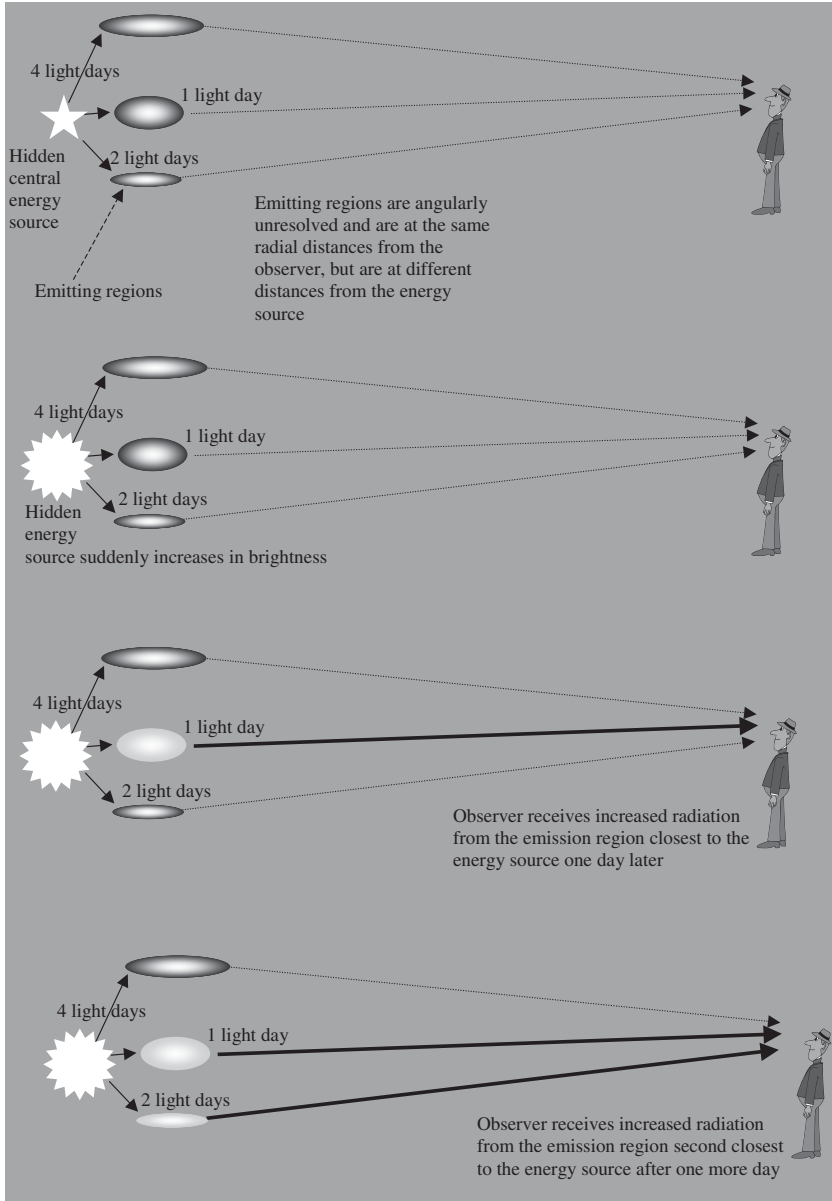 4 light days
1 light day
Hidden
central
energy
source
2 light days
Emitting regions are angularly
unresolved and are at the same
radial distances from the
observer, but are at different
distances from the energy
source
Emitting regions
4 light days
1 light day
2 light days
Hidden
energy
source suddenly increases in brightness
4 light days
1 light day
2 light days
Observer receives increased radiation
from the emission region closest to the
energy source one day later
4 light days
1 light day
2 light days
Observer receives increased radiation
from the emission region second closest
to the energy source after one more day